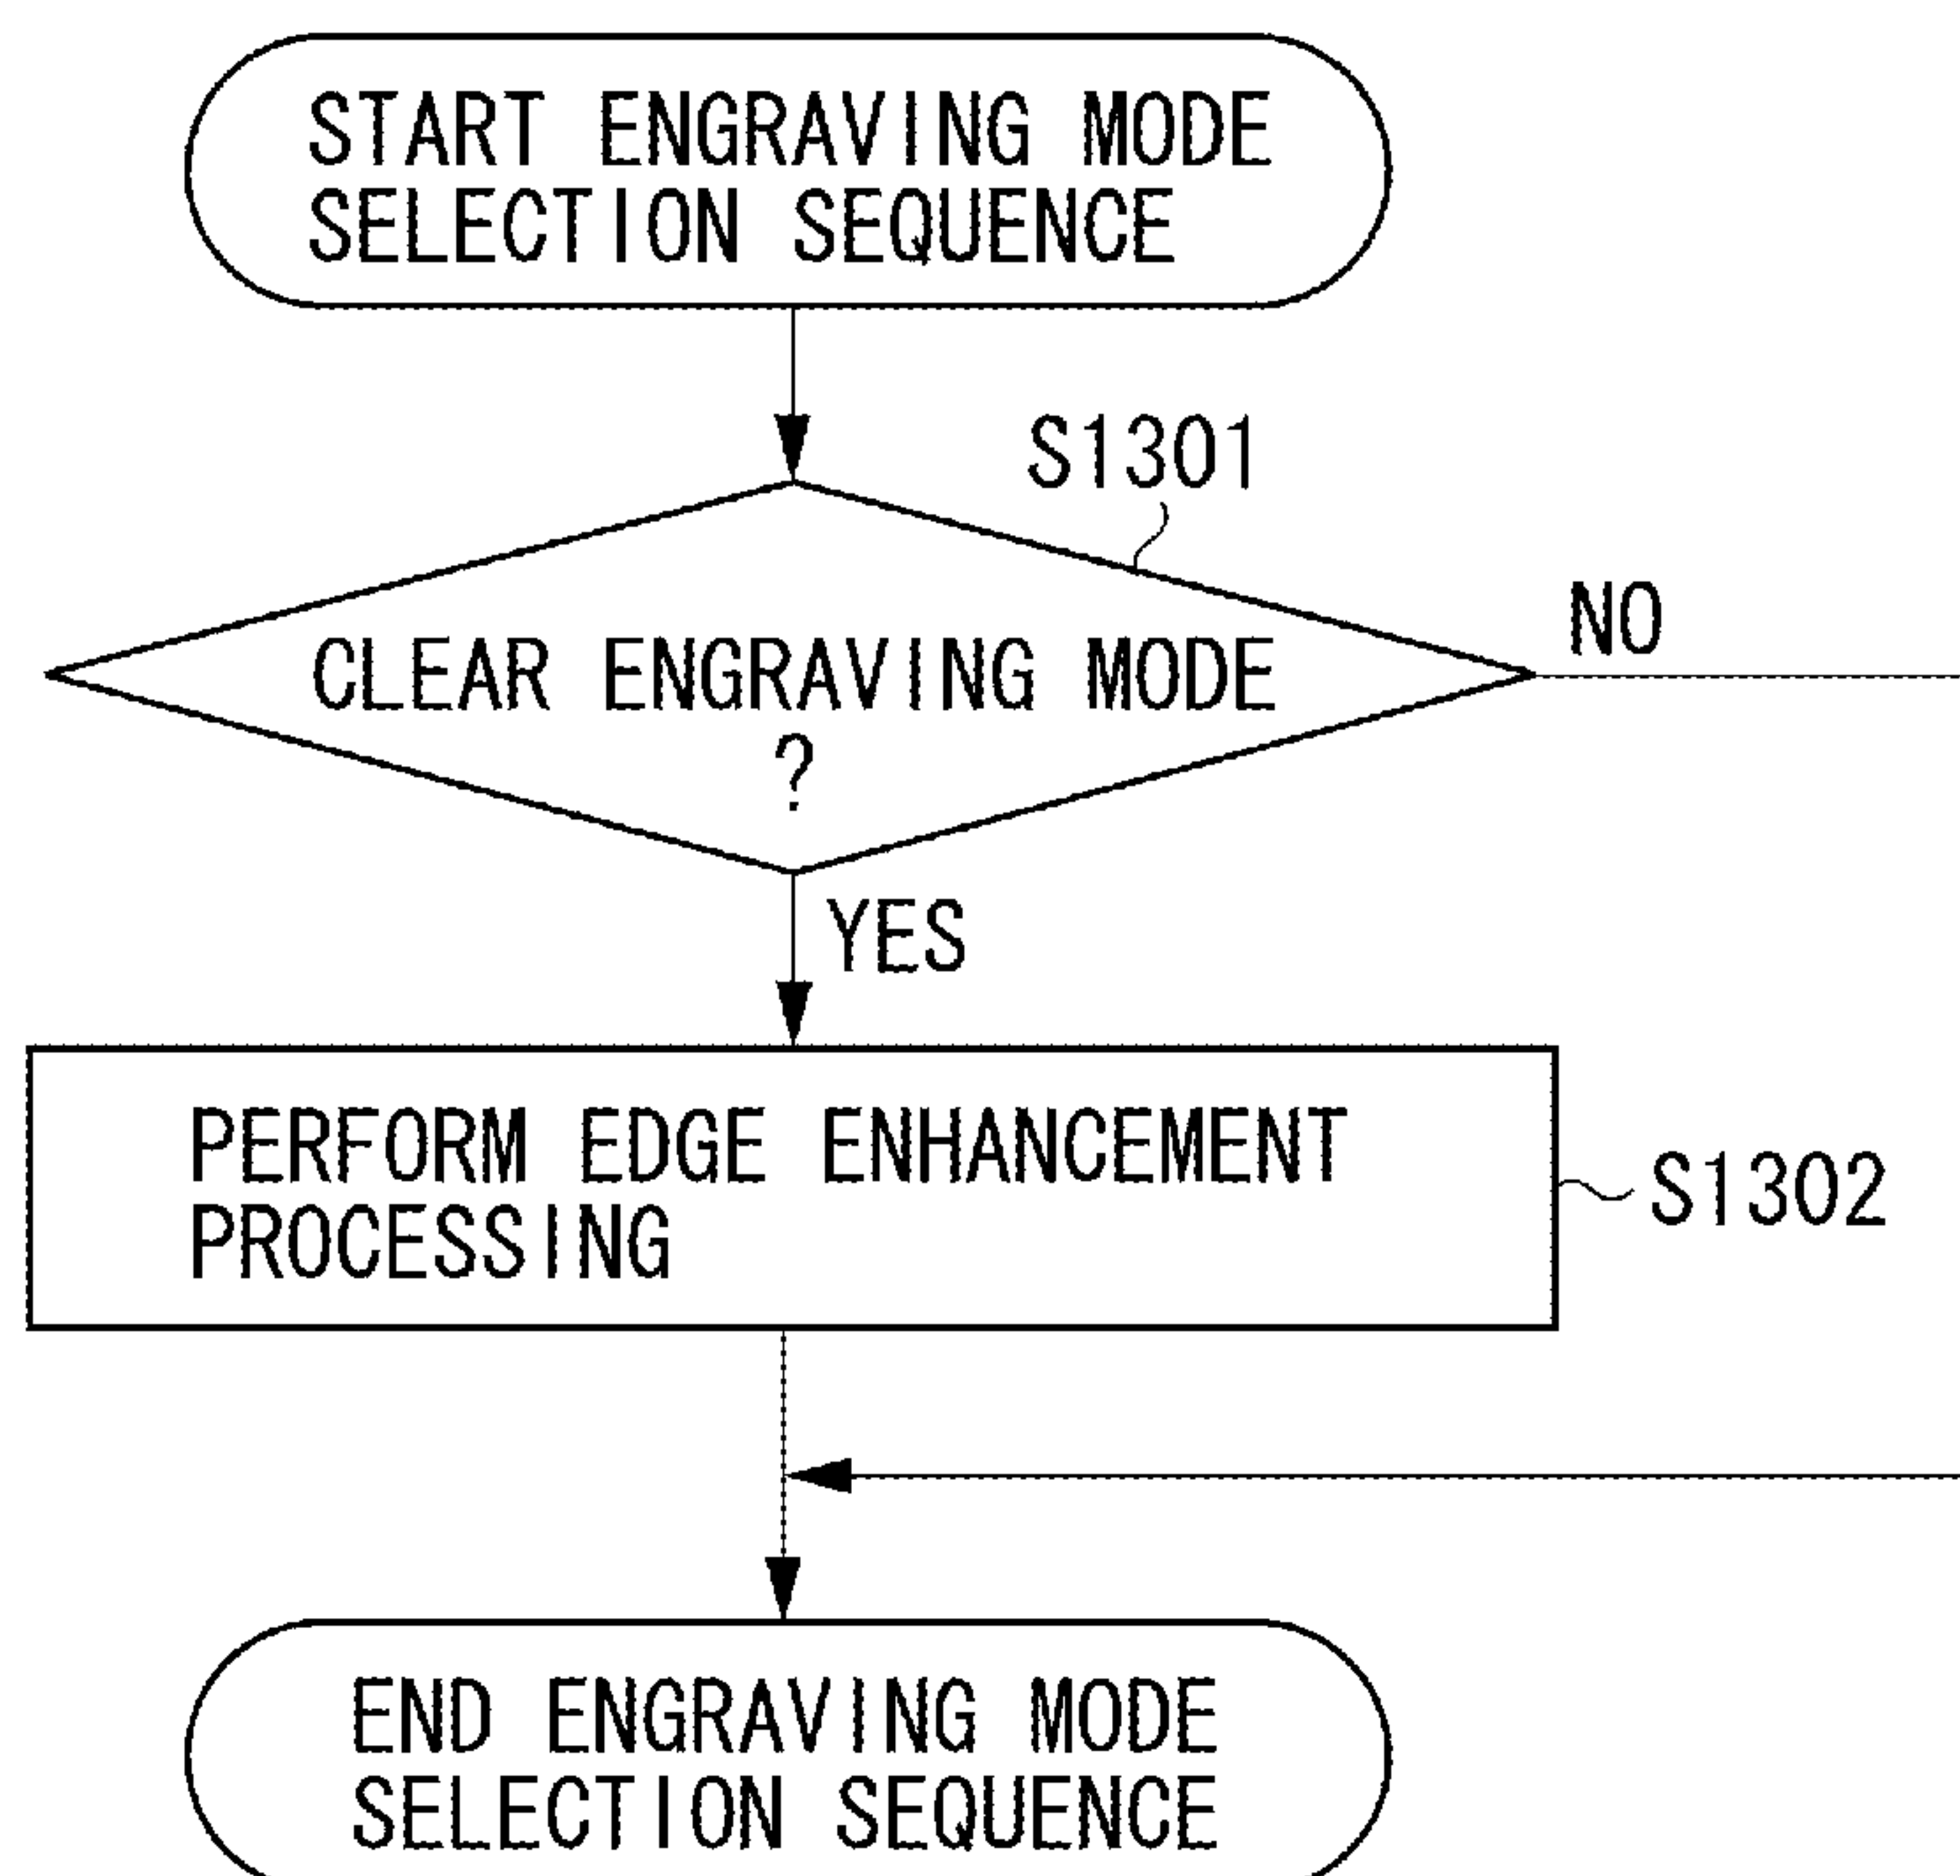 START ENGRAVING MODE
SELECTION SEQUENCE
S1301
NO
CLEAR ENGRAVING MODE
?
YES
PERFORM EDGE ENHANCEMENT
PROCESSING
S1302
END ENGRAVING MODE
SELECTION SEQUENCE